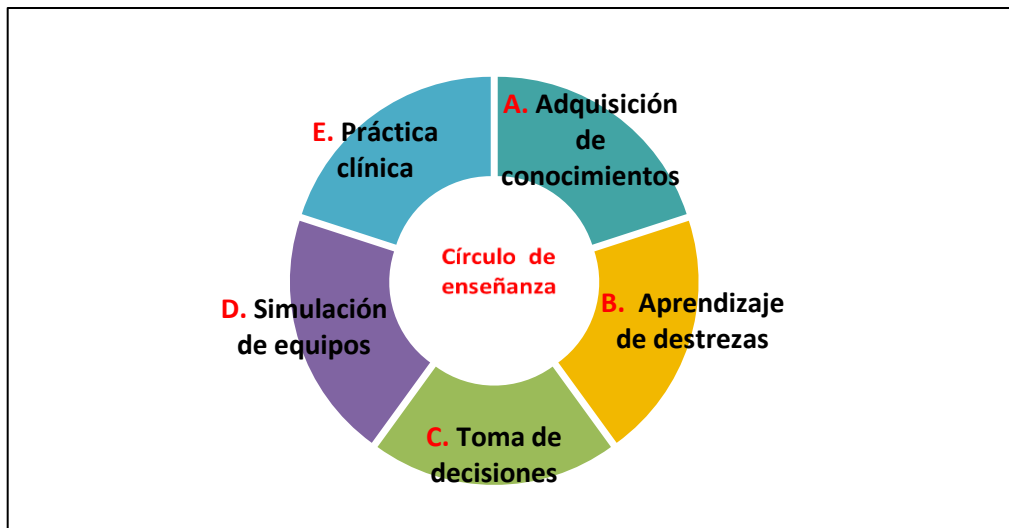 A. Adquisición
de
conocimientos
E. Práctica
clínica
Círculo de
enseñanza
B. Aprendizaje
de destrezas
D. Simulación
de equipos
C. Toma de
decisiones